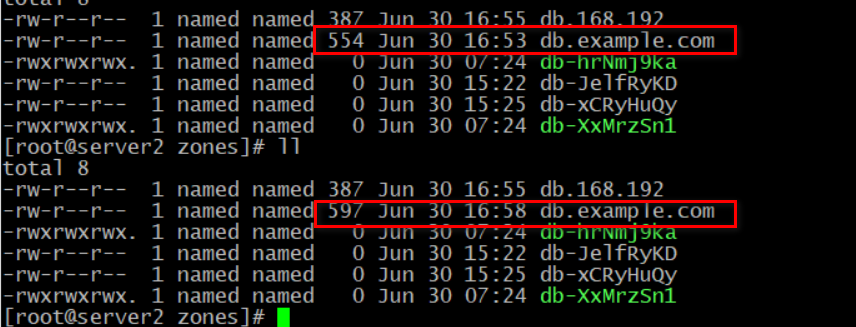 total 8
-rw-r--r-- 1 named named 387 Jun 30 16:55 db.168.192
-rw-r--r-- 1 named named 554 Jun 30 16:53 db.example.com
-rwxrwxrwx. 1 named named 0 Jun 30 07:24 db-hrNmj9ka
-rw-r--r-- 1 named named 0 Jun 30 15:22 db-JelfRyKD
-rw-r--r-- 1 named named 0 Jun 30 15:25 db-xCRyHuQy
-rwxrwxrwx. 1 named named 0 Jun 30 07:24 db-XxMrzSn1
[root@server2 zones]# ll
total 8
-rw-r--r-- 1 named named 387 Jun 30 16:55 db.168.192
-rw-r--r-- 1 named named 597 Jun 30 16:58 db.example.com
-rwxrwxrwx. 1 named named 0 Jun 30 07:24 db-hrNmj9ka
-rw-r--r-- 1 named named 0 Jun 30 15:22 db-JelfRyKD
-rw-r--r-- 1 named named 0 Jun 30 15:25 db-xCRyHuQy
-rwxrwxrwx. 1 named named 0 Jun 30 07:24 db-XxMrzSn1
[root@server2 zones]#